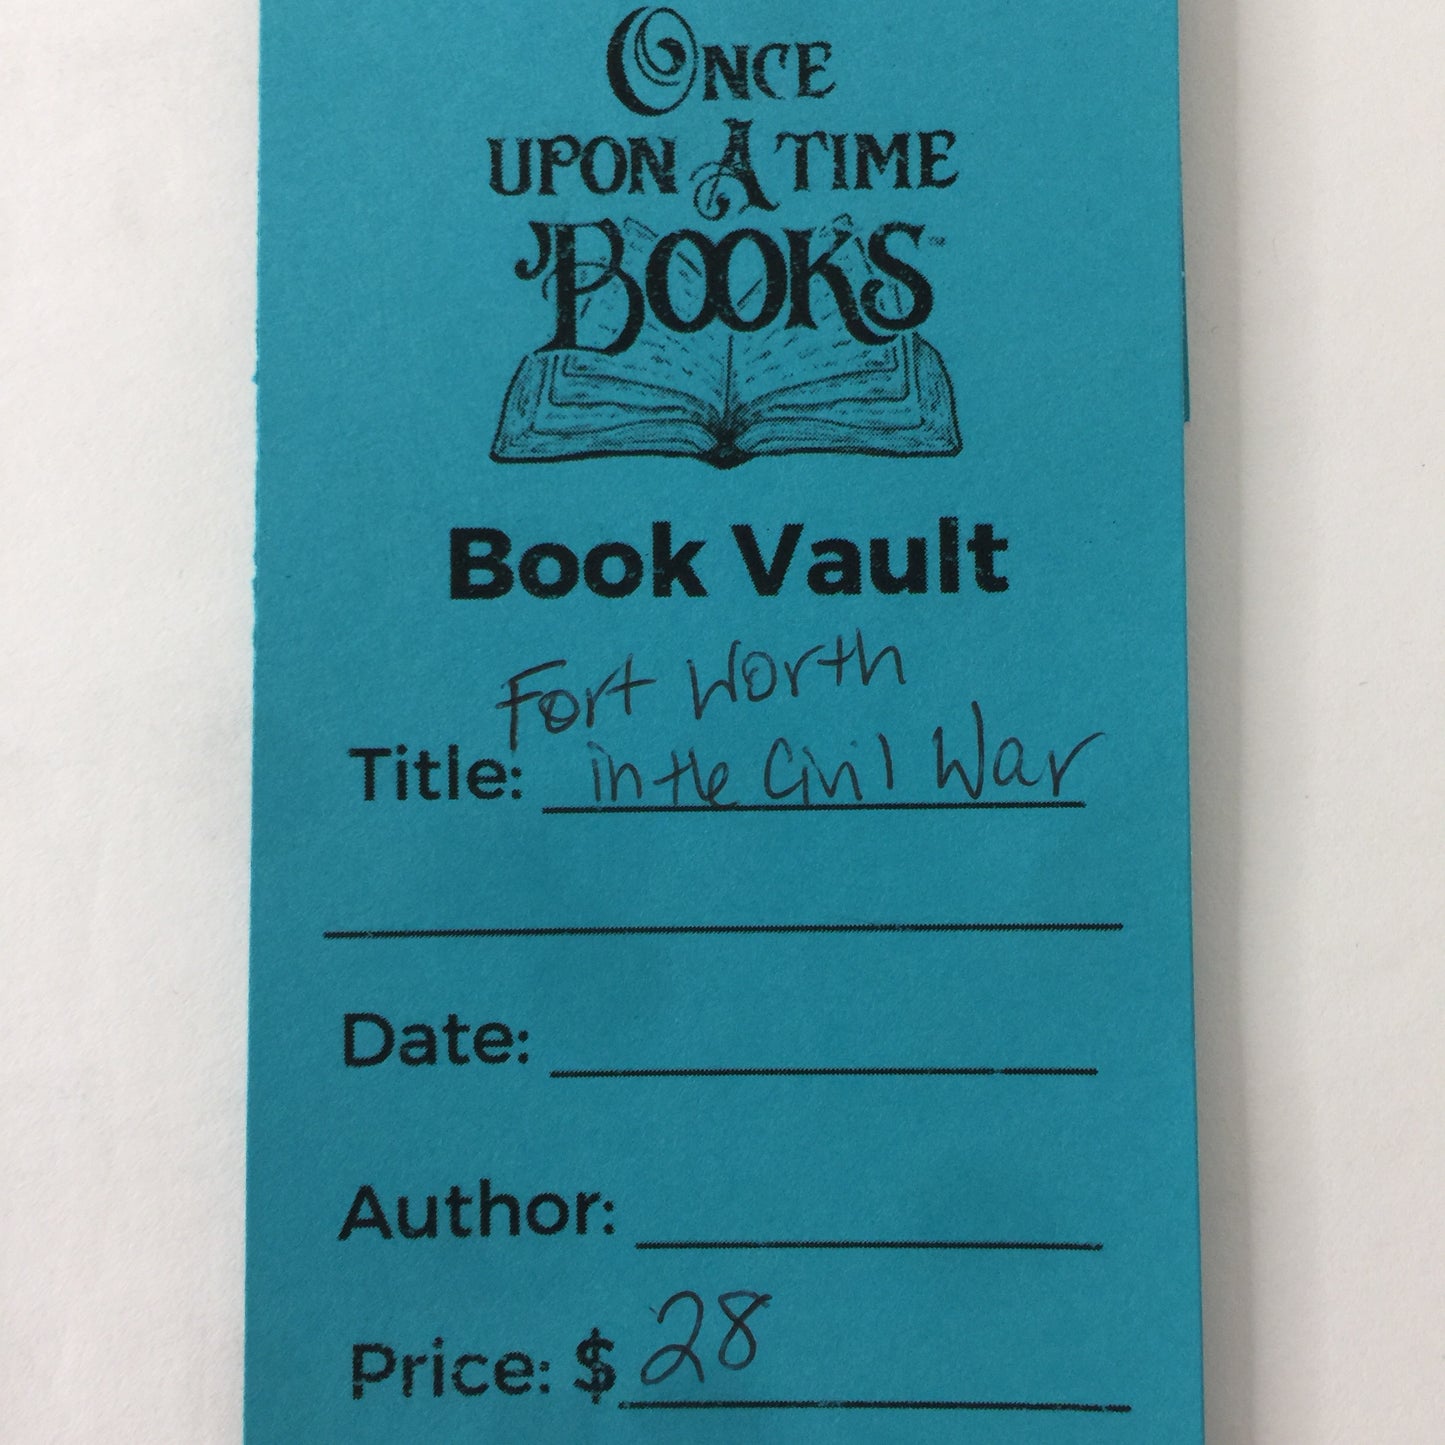 ONCE
UPON A TIME
BOOKS
Book Vault
Fort Worth
Title: in the Civil War
Date:
Author:
Price: $ 28